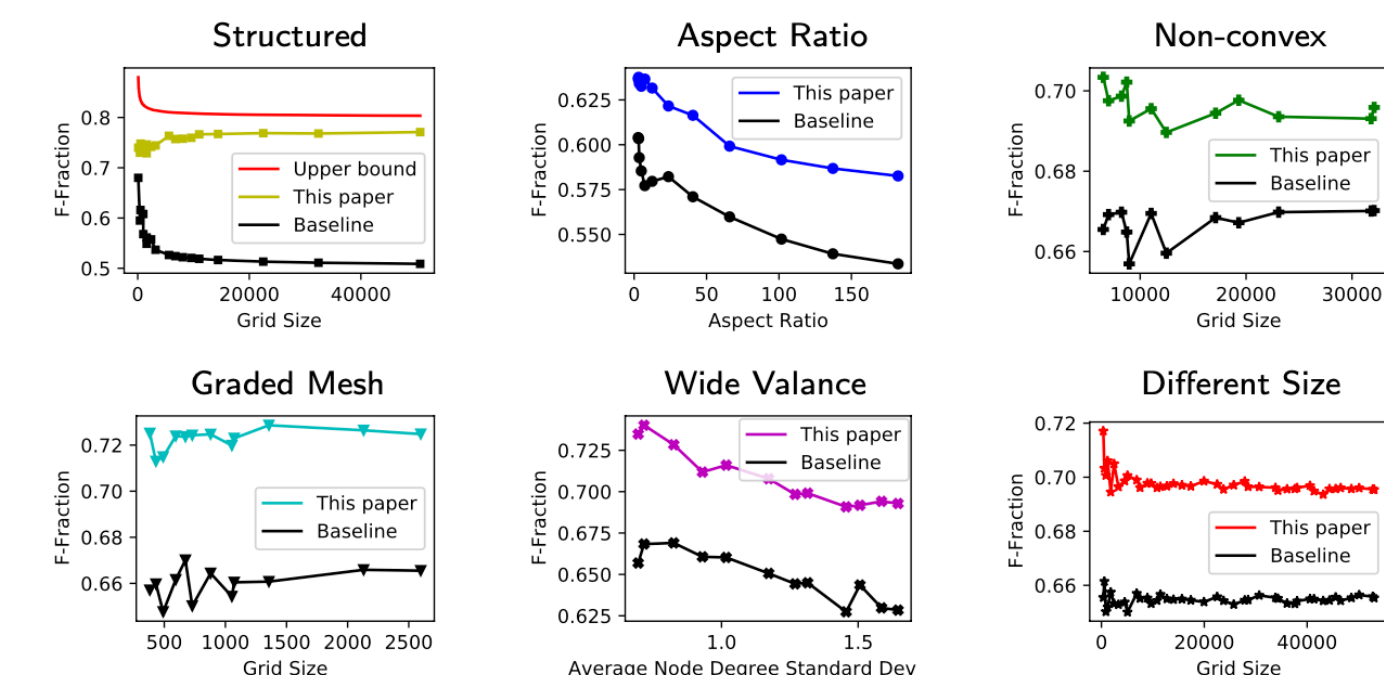 Structured
F-Fraction
0.8
0.7
0.6
0.5
Upper bound
This paper
Baseline
0 20000 40000
Grid Size
Aspect Ratio
F-Fraction
0.625
0.600
0.575
0.550
This paper
Baseline
0 50 100 150
Aspect Ratio
Non-convex
F-Fraction
0.70
0.68
0.66
This paper
Baseline
10000 20000 30000
Grid Size
Graded Mesh
F-Fraction
0.72
0.70
0.68
0.66
This paper
Baseline
500 1000 1500 2000 2500
Grid Size
Wide Valance
F-Fraction
0.725
0.700
0.675
0.650
0.625
This paper
Baseline
1.0 1.5
Average Node Degree Standard Dev
Different Size
F-Fraction
0.72
0.70
0.68
0.66
This paper
Baseline
0 20000 40000
Grid Size